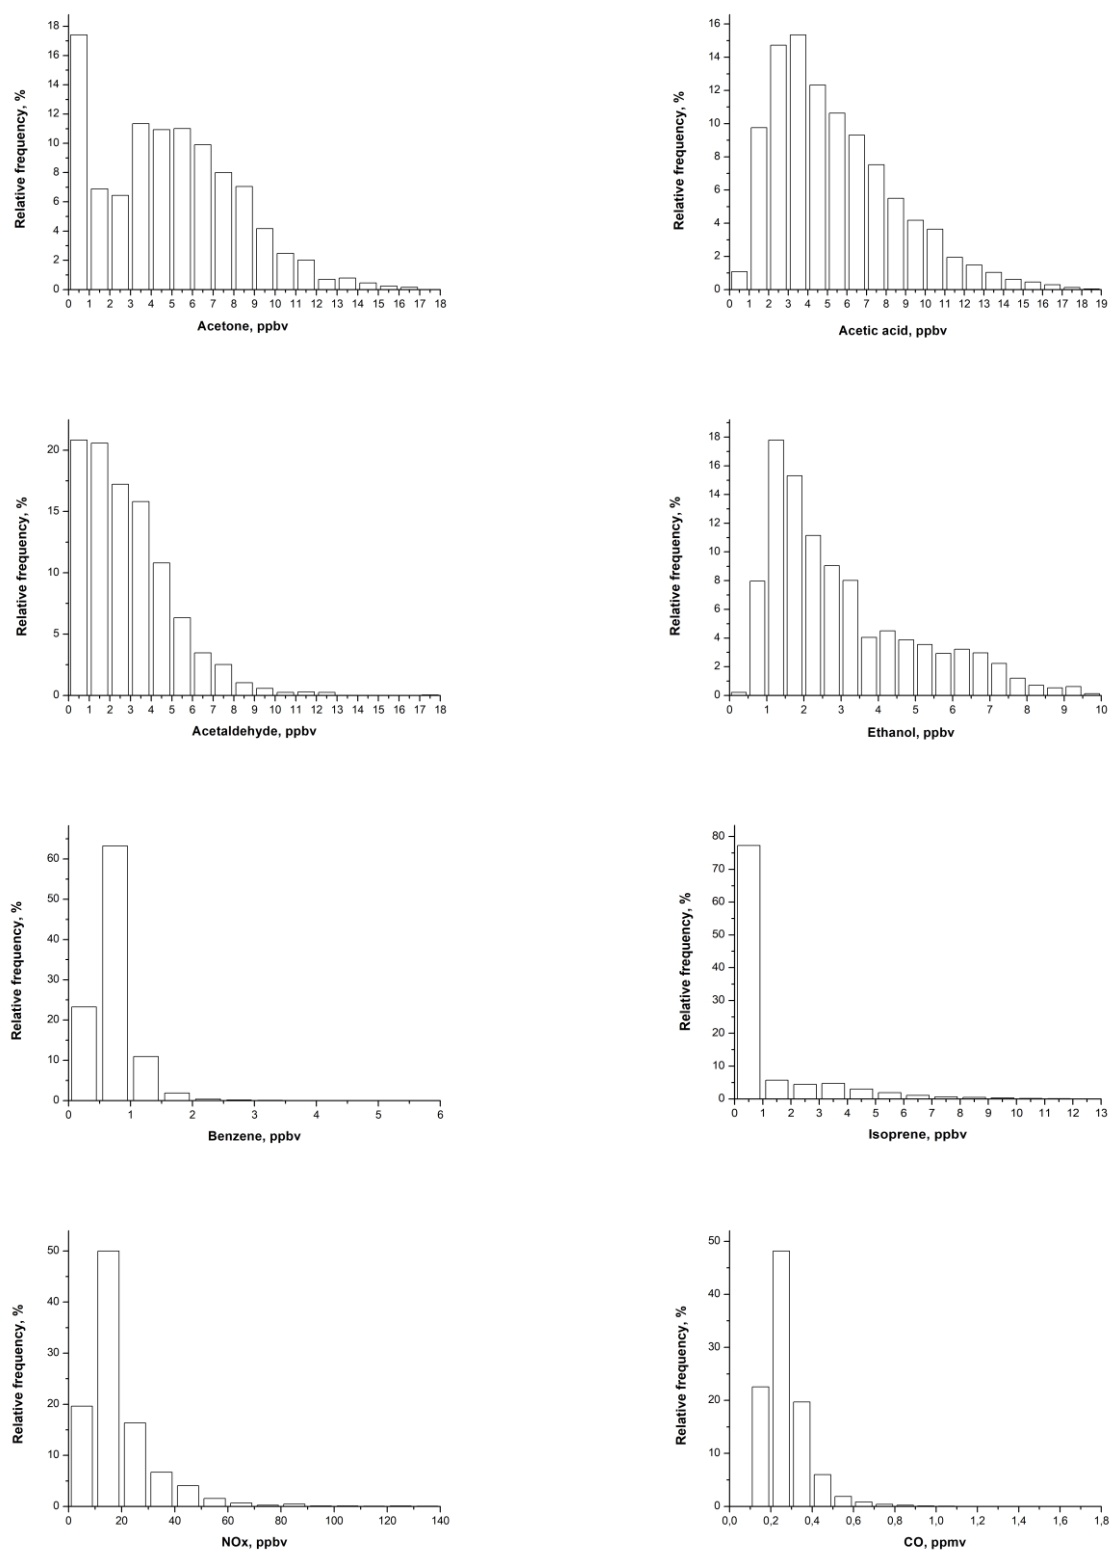 Relative frequency, %
18
16
14
12
10
8
6
4
2
0
0 1 2 3 4 5 6 7 8 9 10 11 12 13 14 15 16 17 18
Acetone, ppbv
Relative frequency, %
16
14
12
10
8
6
4
2
0
0 1 2 3 4 5 6 7 8 9 10 11 12 13 14 15 16 17 18 19
Acetic acid, ppbv
Relative frequency, %
20
15
10
5
0
0 1 2 3 4 5 6 7 8 9 10 11 12 13 14 15 16 17 18
Acetaldehyde, ppbv
Relative frequency, %
18
16
14
12
10
8
6
4
2
0
0 1 2 3 4 5 6 7 8 9 10
Ethanol, ppbv
Relative frequency, %
60
50
40
30
20
10
0
0 1 2 3 4 5 6
Benzene, ppbv
Relative frequency, %
80
70
60
50
40
30
20
10
0
0 1 2 3 4 5 6 7 8 9 10 11 12 13
Isoprene, ppbv
Relative frequency, %
50
40
30
20
10
0
0 20 40 60 80 100 120 140
NOx, ppbv
Relative frequency, %
50
40
30
20
10
0
0,0 0,2 0,4 0,6 0,8 1,0 1,2 1,4 1,6 1,8
CO, ppmv